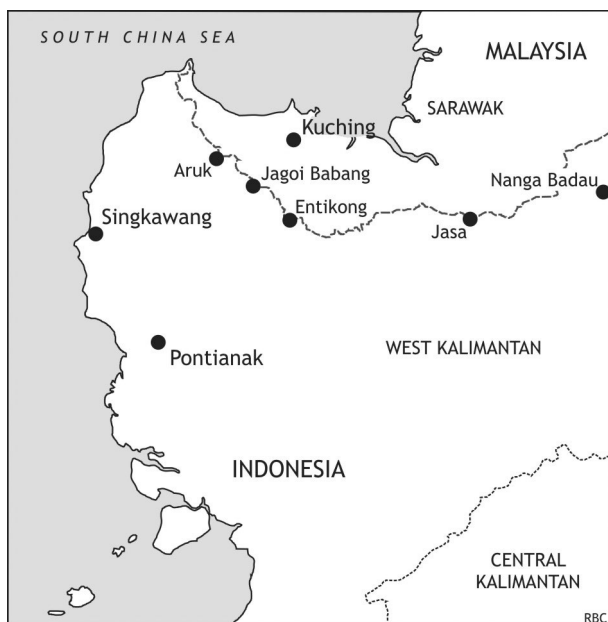 SOUTH CHINA SEA
MALAYSIA
SARAWAK
Kuching
Aruk
Jagoi Babang
Nanga Badau
Entikong
Singkawang
Jasa
Pontianak
WEST KALIMANTAN
INDONESIA
CENTRAL
KALIMANTAN
RBC